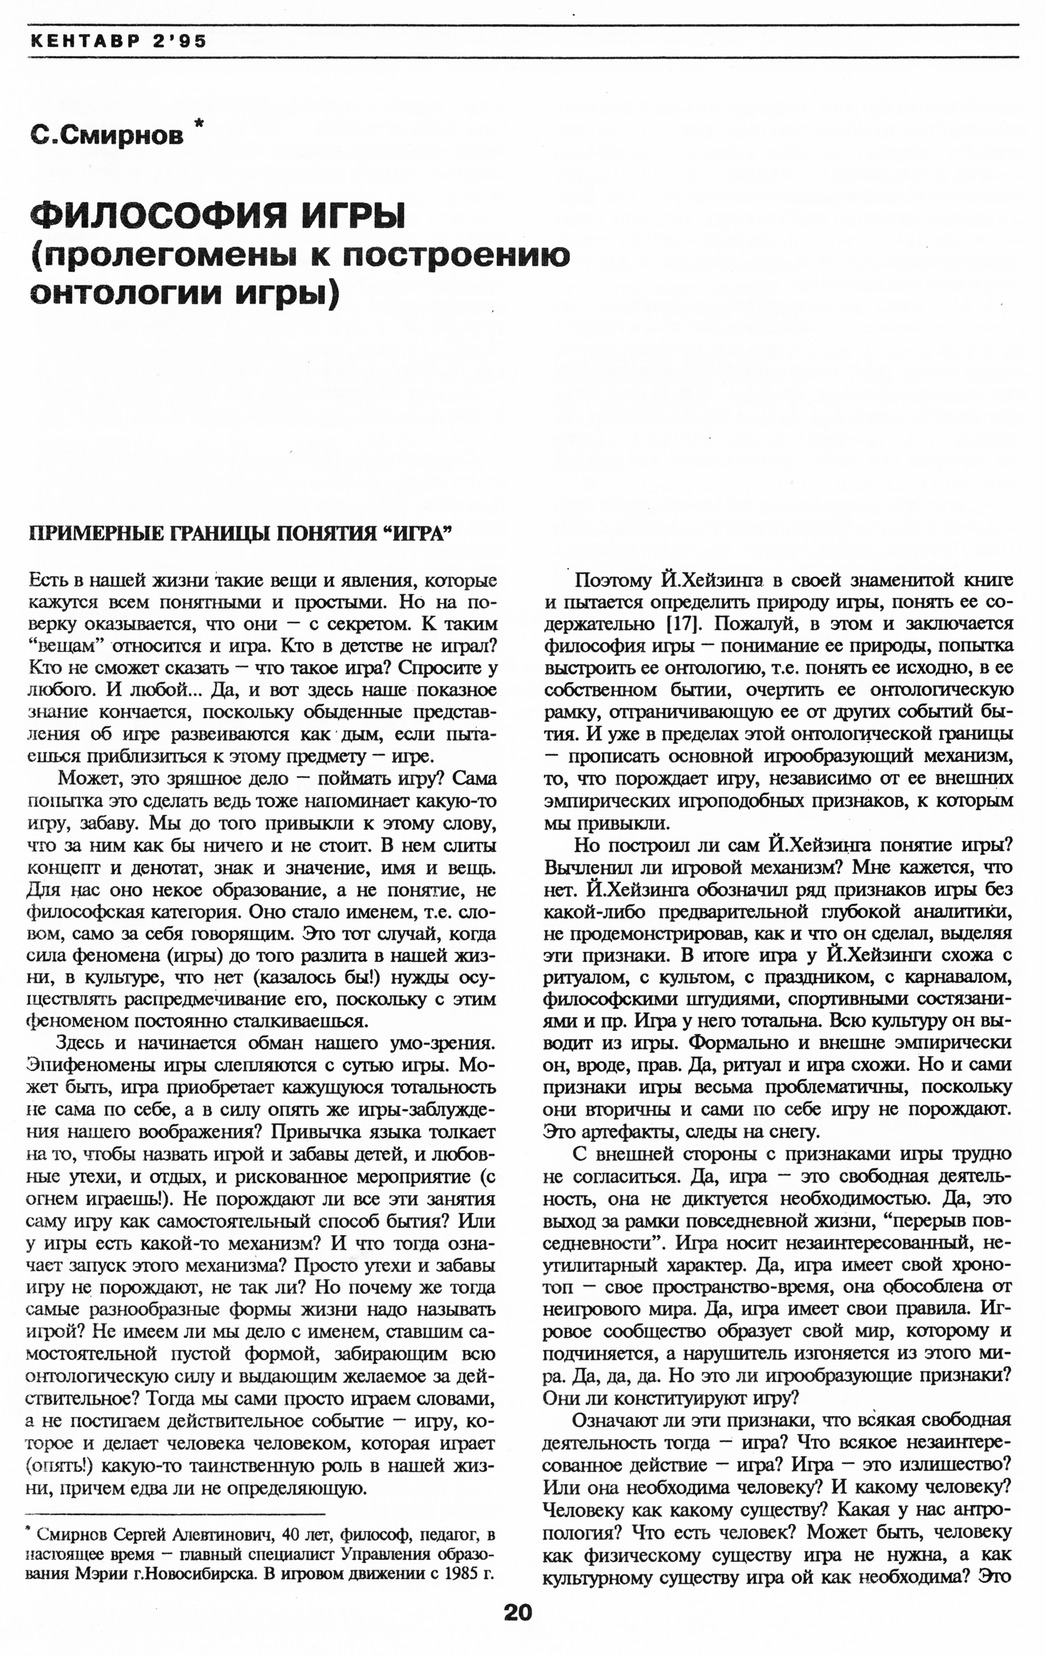 КЕНТАВР 2'95
С.Смирнов *
ФИЛОСОФИЯ ИГРЫ
(пролегомены к построению
онтологии игры)
ПРИМЕРНЫЕ ГРАНИЦЫ ПОНЯТИЯ “ИГРА”
Есть в нашей жизни такие вещи и явления, которые
кажутся всем понятными и простыми. Но на по-
верку оказывается, что они — с секретом. К таким
“вещам” относится и игра. Кто в детстве не играл?
Кто не сможет сказать — что такое игра? Спросите у
любого. И любой... Да, и вот здесь наше показное
знание кончается, поскольку обыденные представ-
ления об игре развеиваются как дым, если пыта-
ешься приблизиться к этому предмету — игре.
Может, это зряшное дело — поймать игру? Сама
попытка это сделать ведь тоже напоминает какую-то
игру, забаву. Мы до того привыкли к этому слову,
что за ним как бы ничего и не стоит. В нем слиты
концепт и денотат, знак и значение, имя и вещь.
Для нас оно некое образование, а не понятие, не
философская категория. Оно стало именем, т.е. сло-
вом, само за себя говорящим. Это тот случай, когда
сила феномена (игры) до того разлита в нашей жиз-
ни, в культуре, что нет (казалось бы!) нужды осу-
ществлять распредмечивание его, поскольку с этим
феноменом постоянно сталкиваешься.
Здесь и начинается обман нашего умо-зрения.
Эпифеномены игры слепляются с сутью игры. Мо-
жет быть, игра приобретает кажущуюся тотальность
не сама по себе, а в силу опять же игры-заблужде-
ния нашего воображения? Привычка языка толкает
на то, чтобы назвать игрой и забавы детей, и любов-
ные утехи, и отдых, и рискованное мероприятие (с
огнем играешь!). Не порождают ли все эти занятия
саму игру как самостоятельный способ бытия? Или
у игры есть какой-то механизм? И что тогда озна-
чает запуск этого механизма? Просто утехи и забавы
игру не порождают, не так ли? Но почему же тогда
самые разнообразные формы жизни надо называть
игрой? Не имеем ли мы дело с именем, ставшим са-
мостоятельной пустой формой, забирающим всю
онтологическую силу и выдающим желаемое за дей-
ствительное? Тогда мы сами просто играем словами,
а не постигаем действительное событие — игру, ко-
торое и делает человека человеком, которая играет
(опять!) какую-то таинственную роль в нашей жиз-
ни, причем едва ли не определяющую.
* Смирнов Сергей Алевтинович, 40 лет, философ, педагог, в
настоящее время — главный специалист Управления образо-
вания Мэрии г.Новосибирска. В игровом движении с 1985 г.
Поэтому Й.Хейзинга в своей знаменитой книге
и пытается определить природу игры, понять ее со-
держательно [17]. Пожалуй, в этом и заключается
философия игры — понимание ее природы, попытка
выстроить ее онтологию, т.е. понять ее исходно, в ее
собственном бытии, очертить ее онтологическую
рамку, отграничивающую ее от других событий бы-
тия. И уже в пределах этой онтологической границы
— прописать основной игрообразующий механизм,
то, что порождает игру, независимо от ее внешних
эмпирических игроподобных признаков, к которым
мы привыкли.
Но построил ли сам Й.Хейзинга понятие игры?
Вычленил ли игровой механизм? Мне кажется, что
нет. Й.Хейзинга обозначил ряд признаков игры без
какой-либо предварительной глубокой аналитики,
не продемонстрировав, как и что он сделал, выделяя
эти признаки. В итоге игра у Й.Хейзинги схожа с
ритуалом, с культом, с праздником, с карнавалом,
философскими штудиями, спортивными состязани-
ями и пр. Игра у него тотальна. Всю культуру он вы-
водит из игры. Формально и внешне эмпирически
он, вроде, прав. Да, ритуал и игра схожи. Но и сами
признаки игры весьма проблематичны, поскольку
они вторичны и сами по себе игру не порождают.
Это артефакты, следы на снегу.
С внешней стороны с признаками игры трудно
не согласиться. Да, игра — это свободная деятель-
ность, она не диктуется необходимостью. Да, это
выход за рамки повседневной жизни, “перерыв пов-
седневности”. Игра носит незаинтересованный, не-
утилитарный характер. Да, игра имеет свой хроно-
топ — свое пространство-время, она обособлена от
неигрового мира. Да, игра имеет свои правила. Иг-
ровое сообщество образует свой мир, которому и
подчиняется, а нарушитель изгоняется из этого ми-
ра. Да, да, да. Но это ли игрообразующие признаки?
Они ли конституируют игру?
Означают ли эти признаки, что всякая свободная
деятельность тогда — игра? Что всякое незаинтере-
сованное действие — игра? Игра — это излишество?
Или она необходима человеку? И какому человеку?
Человеку как какому существу? Какая у нас антро-
пология? Что есть человек? Может быть, человеку
как физическому существу игра не нужна, а как
культурному существу игра ой как необходима? Это
20